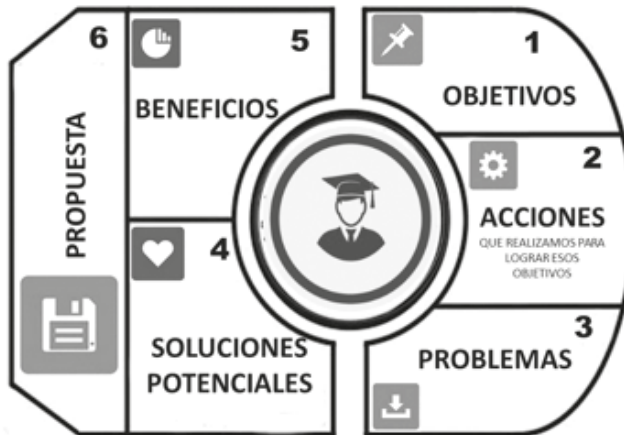 6
PROPUESTA
5
BENEFICIOS
4
SOLUCIONES
POTENCIALES
1
OBJETIVOS
2
ACCIONES
QUE REALIZAMOS PARA
LOGRAR ESOS
OBJETIVOS
3
PROBLEMAS